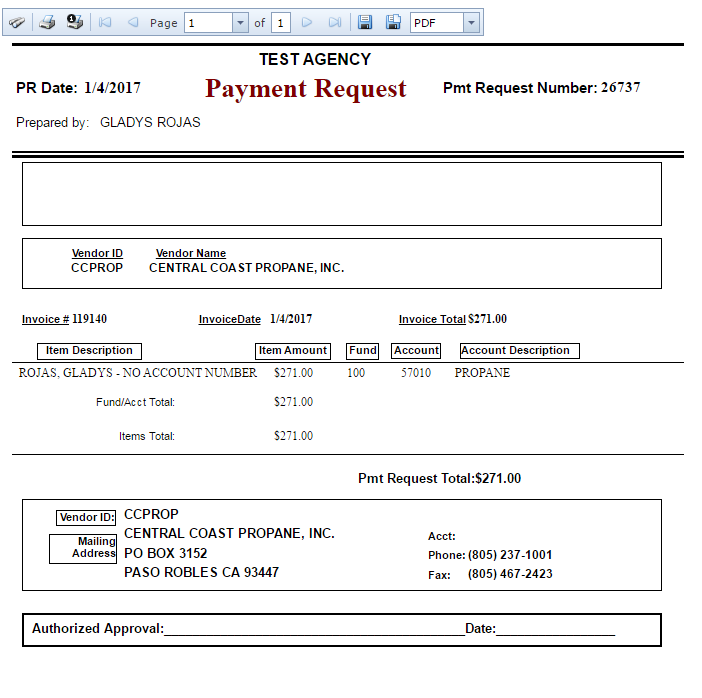 Page 1 of 1 PDF
TEST AGENCY
PR Date: 1/4/2017 Payment Request Pmt Request Number: 26737
Prepared by: GLADYS ROJAS
Vendor ID Vendor Name
CCPROP CENTRAL COAST PROPANE, INC.
Invoice # 119140 InvoiceDate 1/4/2017 Invoice Total $271.00
Item Description Item Amount Fund Account Account Description
ROJAS, GLADYS - NO ACCOUNT NUMBER $271.00 100 57010 PROPANE
Fund/Acct Total: $271.00
Items Total: $271.00
Pmt Request Total:$271.00
Vendor ID: CCPROP
CENTRAL COAST PROPANE, INC. Acct:
Mailing Address PO BOX 3152 Phone: (805) 237-1001
PASO ROBLES CA 93447 Fax: (805) 467-2423
Authorized Approval: Date: